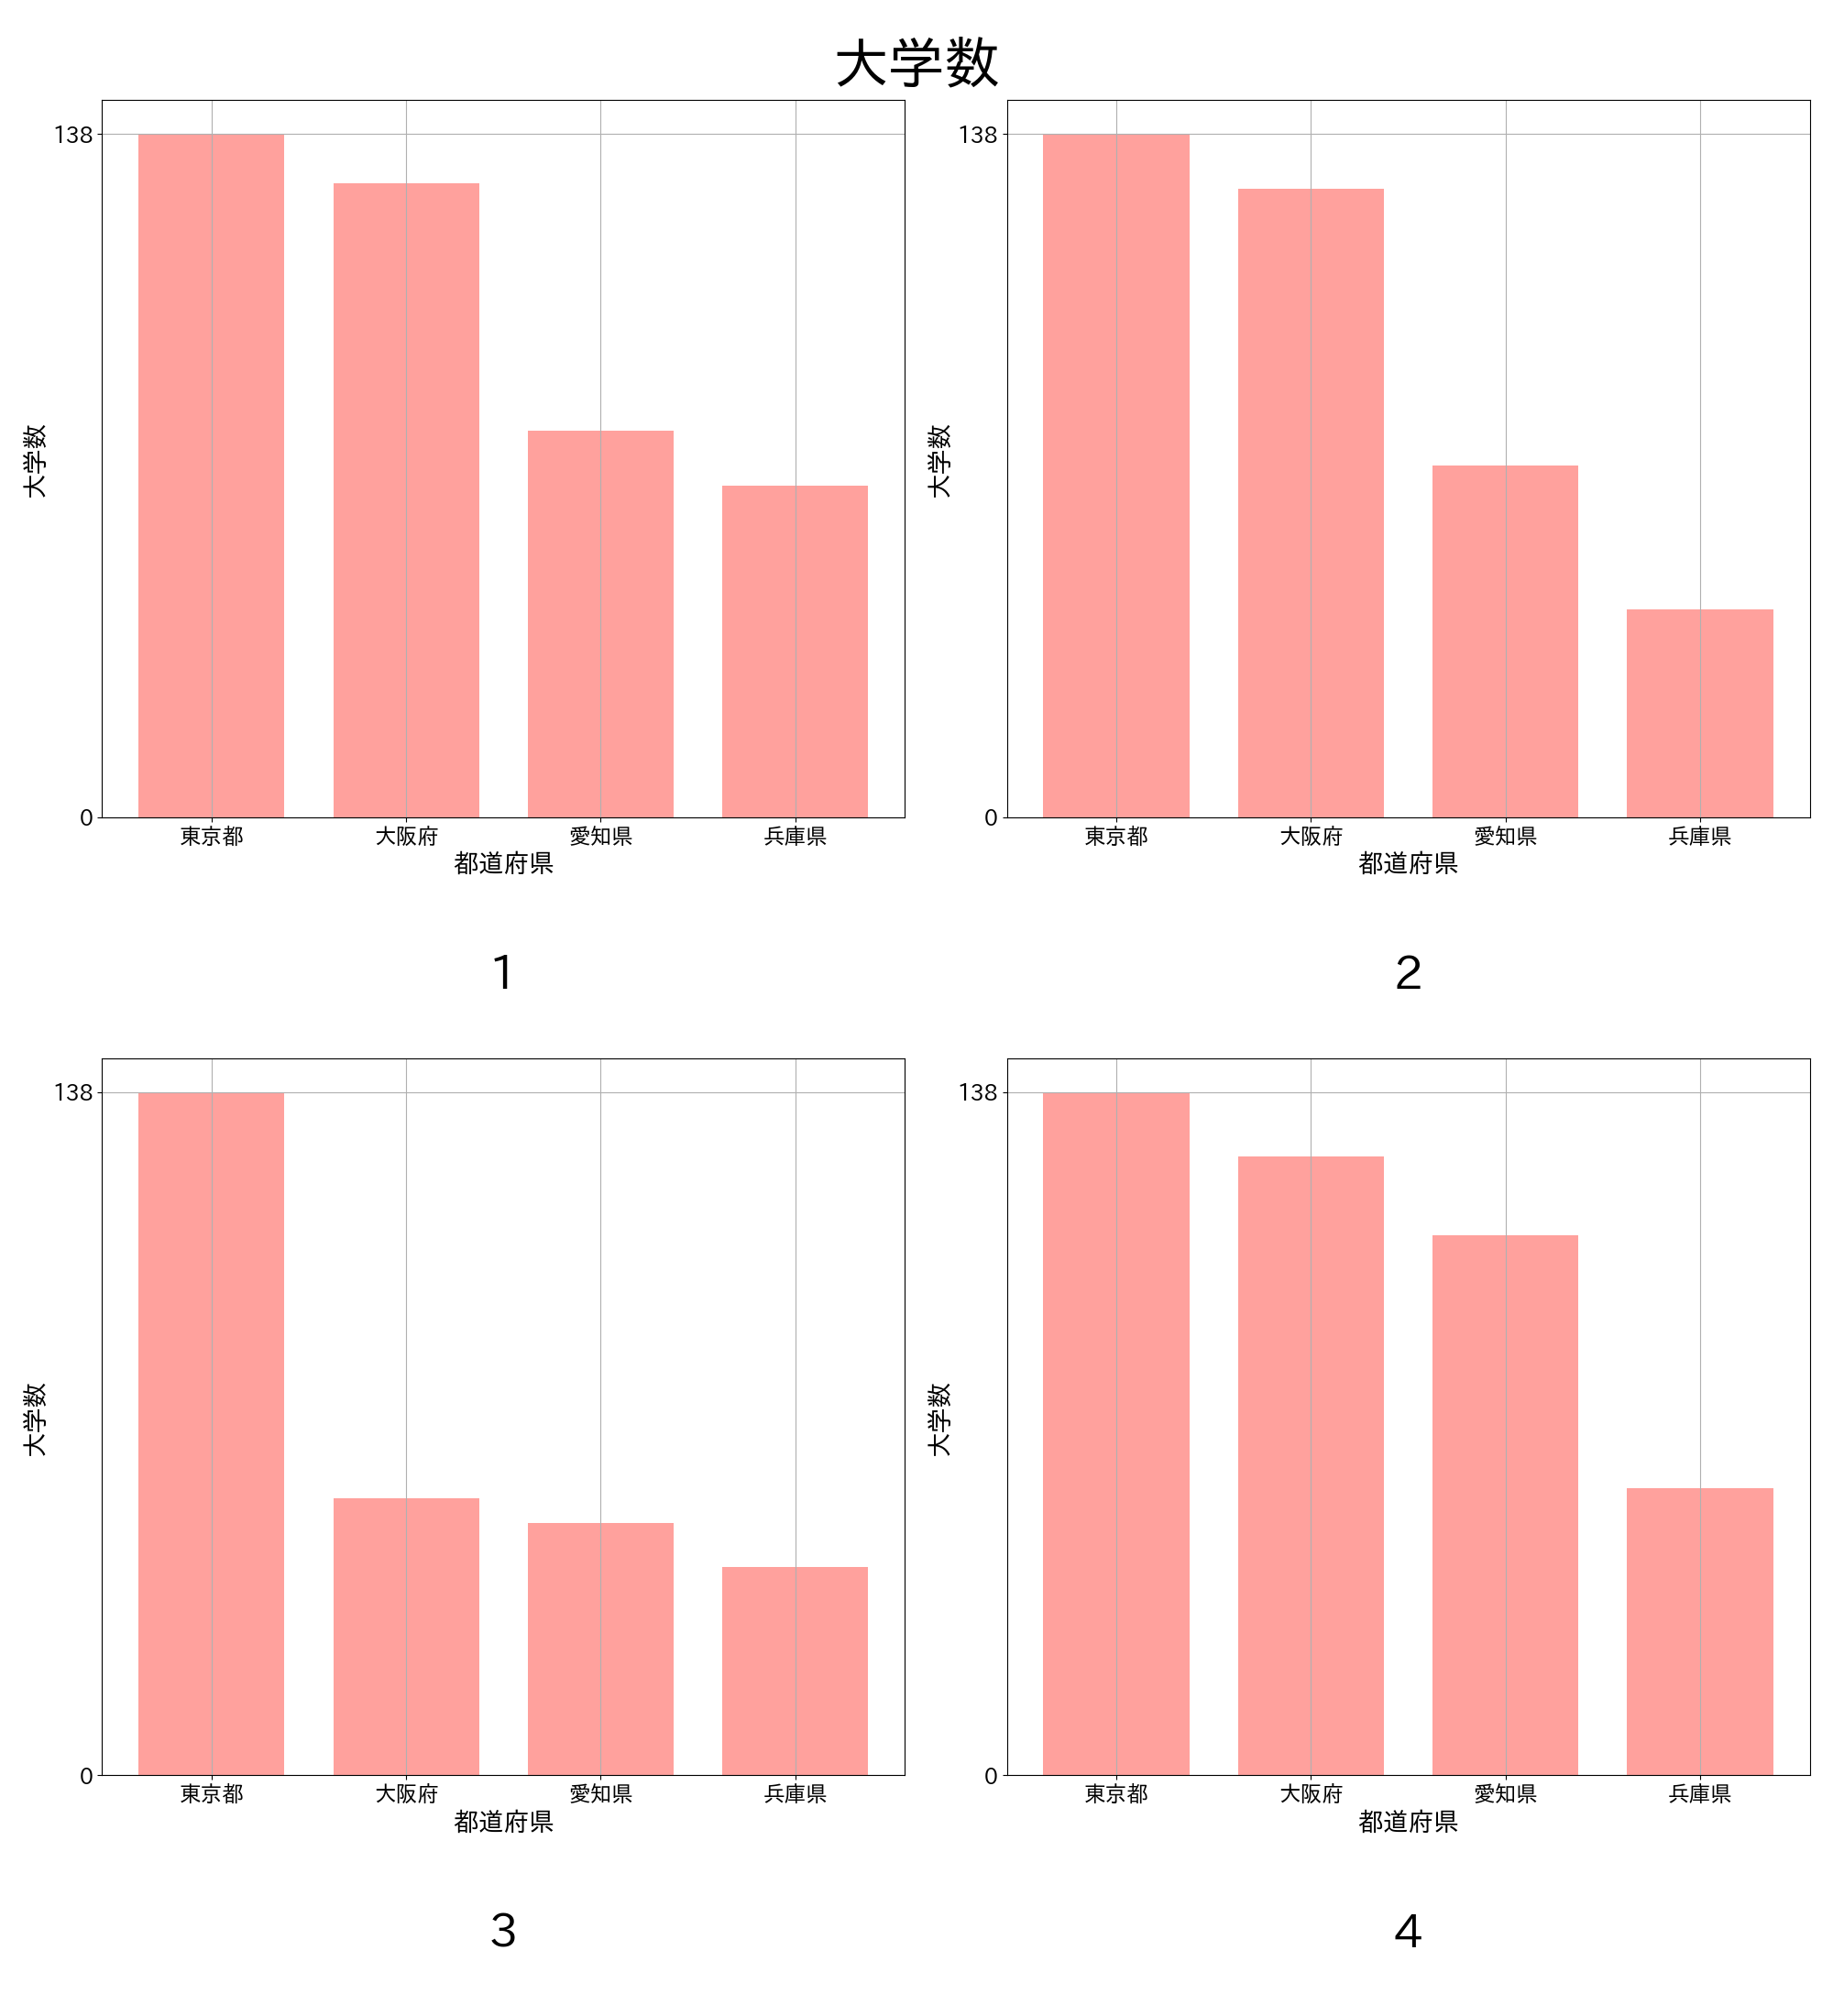 大学数
138
0
大学数
東京都 大阪府 愛知県 兵庫県
都道府県
1
138
0
大学数
東京都 大阪府 愛知県 兵庫県
都道府県
2
138
0
大学数
東京都 大阪府 愛知県 兵庫県
都道府県
3
138
0
大学数
東京都 大阪府 愛知県 兵庫県
都道府県
4